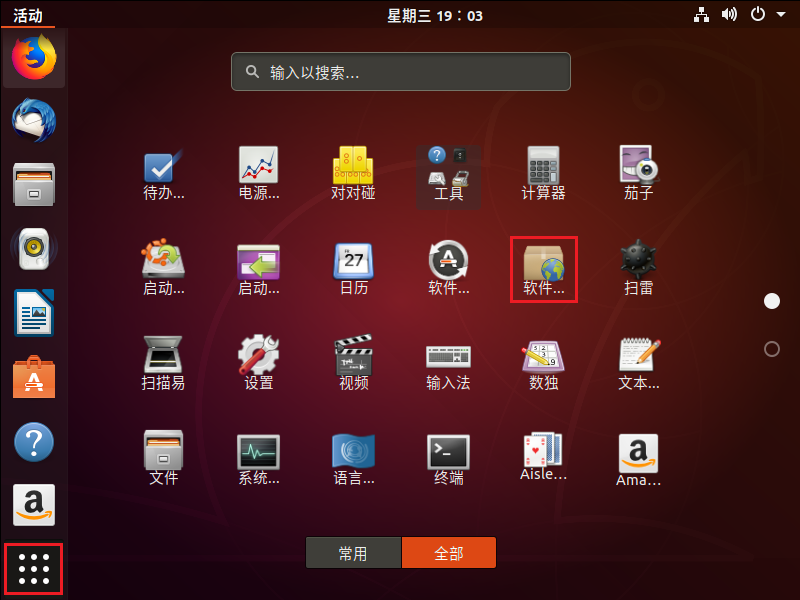 活动
星期三 19：03
输入以搜索...
待办...
电源...
对对碰
工具
计算器
茄子
启动...
启动...
日历
27
软件...
软件...
扫雷
扫描易
设置
视频
输入法
数独
文本...
文件
系统...
语言...
终端
Aisle...
Ama...
常用
全部